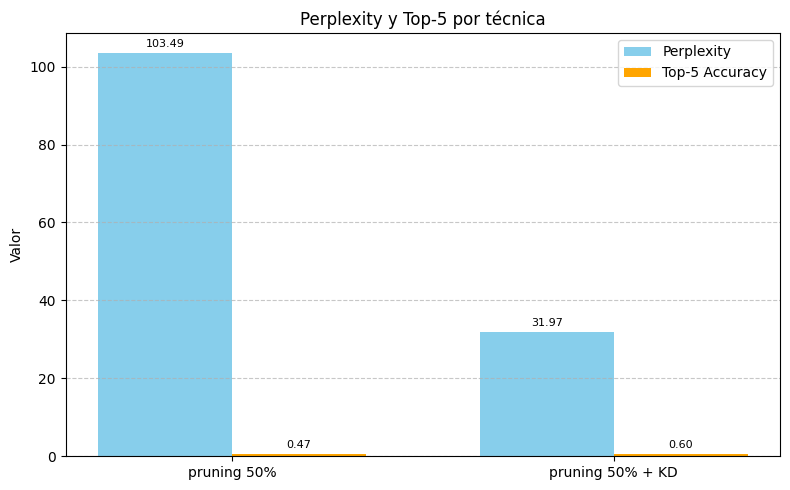 Perplexity y Top-5 por técnica
Perplexity
Top-5 Accuracy
Valor
100
80
60
40
20
0
103.49
0.47
31.97
0.60
pruning 50%
pruning 50% + KD